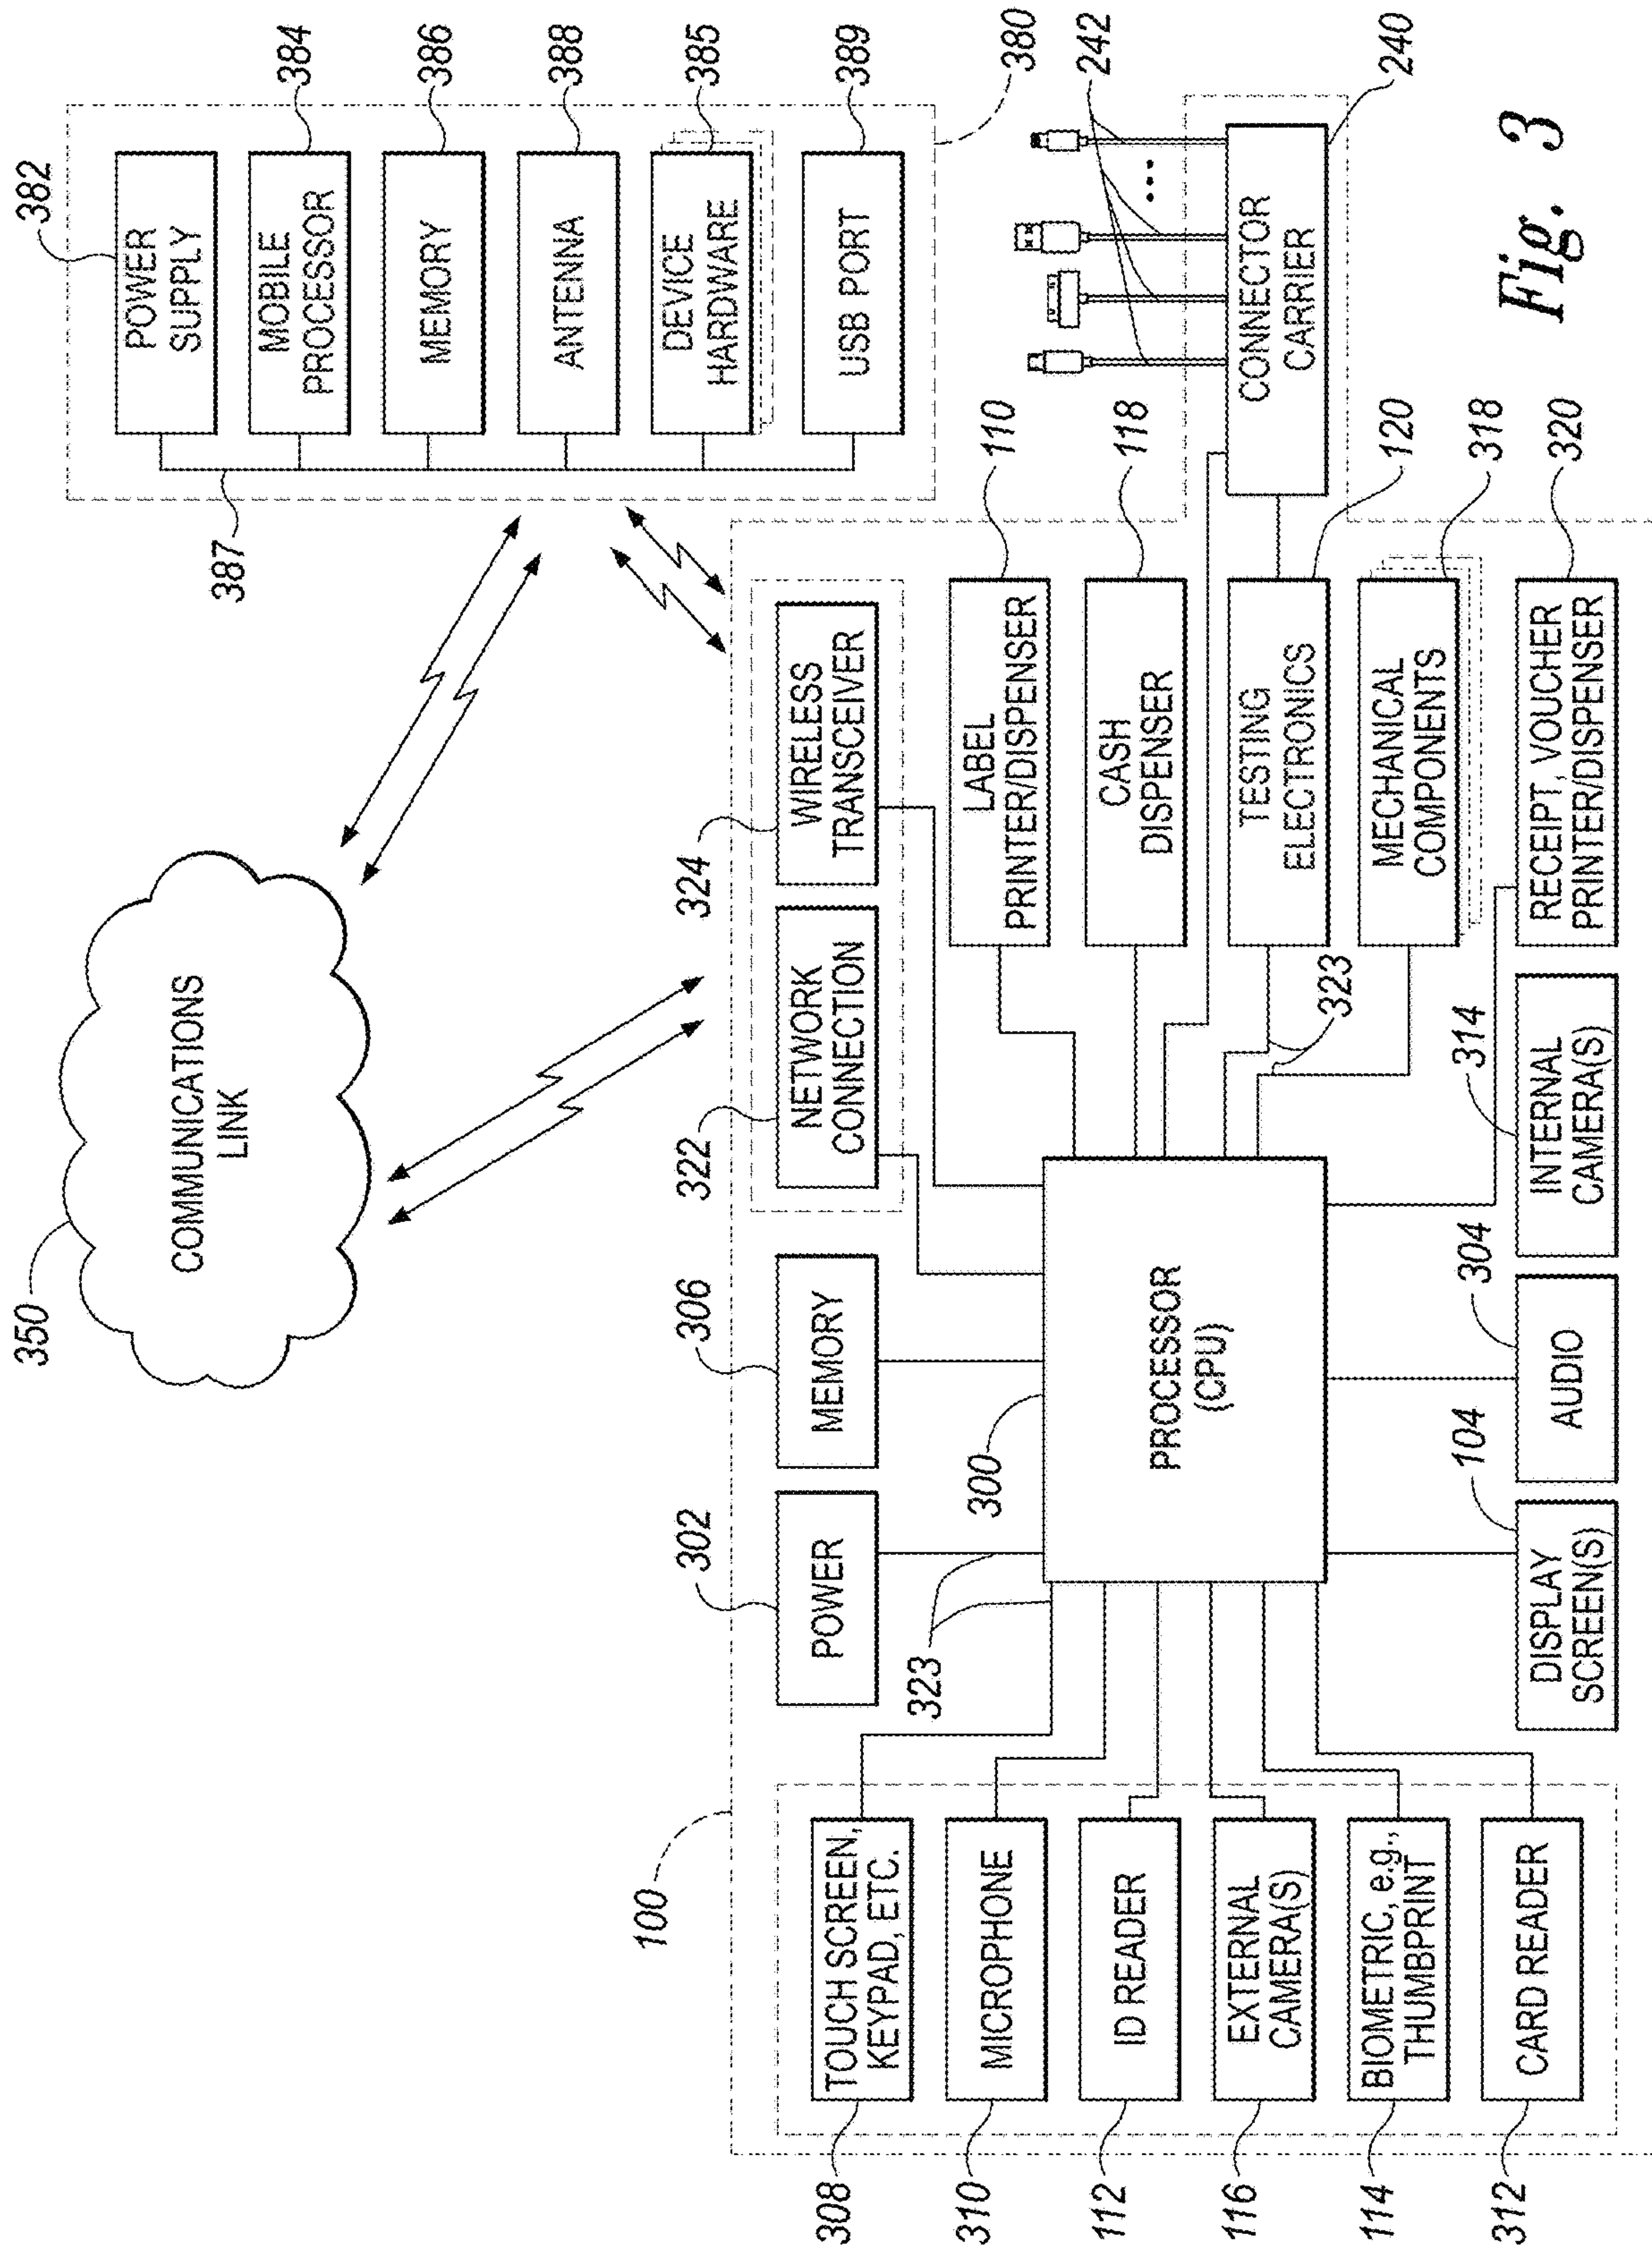 350
COMMUNICATIONS
LINK
382
POWER
SUPPLY
MOBILE
PROCESSOR
384
MEMORY
386
ANTENNA
388
DEVICE
HARDWARE
385
USB PORT
389
387
380
100
302
POWER
306
MEMORY
322
NETWORK
CONNECTION
324
WIRELESS
TRANSCEIVER
308
TOUCH SCREEN,
KEYPAD, ETC.
310
MICROPHONE
112
ID READER
116
EXTERNAL
CAMERA(S)
114
BIOMETRIC, e.g.,
THUMBPRINT
312
CARD READER
323
300
PROCESSOR
(CPU)
LABEL
PRINTER/DISPENSER
110
CASH
DISPENSER
118
TESTING
ELECTRONICS
120
MECHANICAL
COMPONENTS
318
323
RECEIPT, VOUCHER
PRINTER/DISPENSER
320
242
CONNECTOR
CARRIER
240
104
DISPLAY
SCREEN(S)
304
AUDIO
314
INTERNAL
CAMERA(S)
Fig. 3